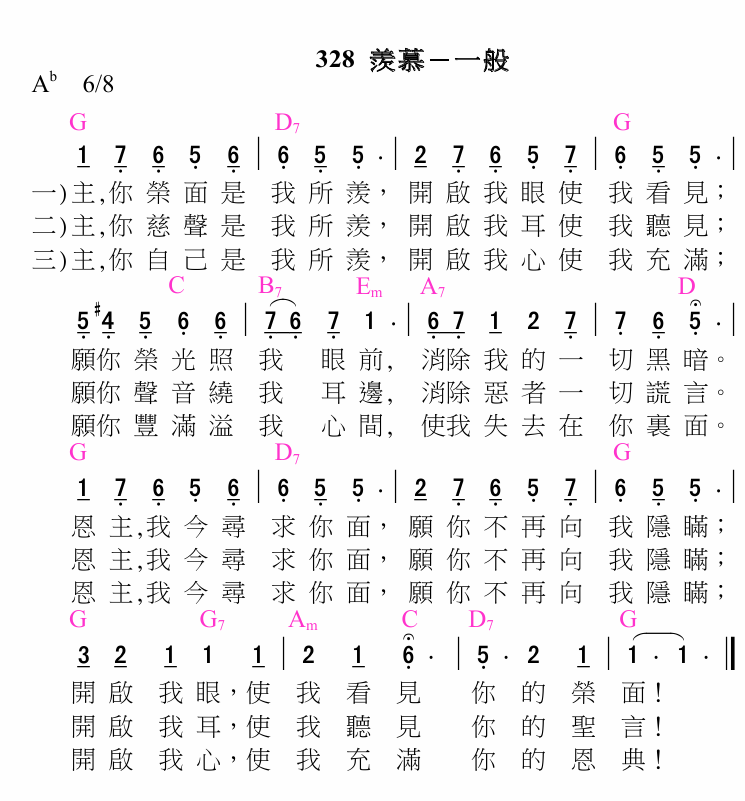 328 羨慕－一般
A♭ 6/8
G D7 G
1 7 6 5 6 | 6 5 5 . | 2 7 6 5 7 | 6 5 5 . |
一)主,你榮面是 我所羨， 開啟我眼使 我看見；
二)主,你慈聲是 我所羨， 開啟我耳使 我聽見；
三)主,你自己是 我所羨， 開啟我心使 我充滿；
C B7 Em A7 D
5 #4 5 6 6 | 7 6 7 1 . | 6 7 1 2 7 | 7 6 5 . |
願你榮光照 我 眼前, 消除我的一 切黑暗。
願你聲音繞 我 耳邊, 消除惡者一 切謊言。
願你豐滿溢 我 心間, 使我失去在 你裏面。
G D7 G
1 7 6 5 6 | 6 5 5 . | 2 7 6 5 7 | 6 5 5 . |
恩主,我今尋 求你面， 願你不再向 我隱瞞；
恩主,我今尋 求你面， 願你不再向 我隱瞞；
恩主,我今尋 求你面， 願你不再向 我隱瞞；
G G7 Am C D7 G
3 2 1 1 1 | 2 1 6 . | 5 . 2 1 | 1 . 1 . ‖
開啟 我眼，使 我看見 你的榮面！
開啟 我耳，使 我聽見 你的聖言！
開啟 我心，使 我充滿 你的恩典！